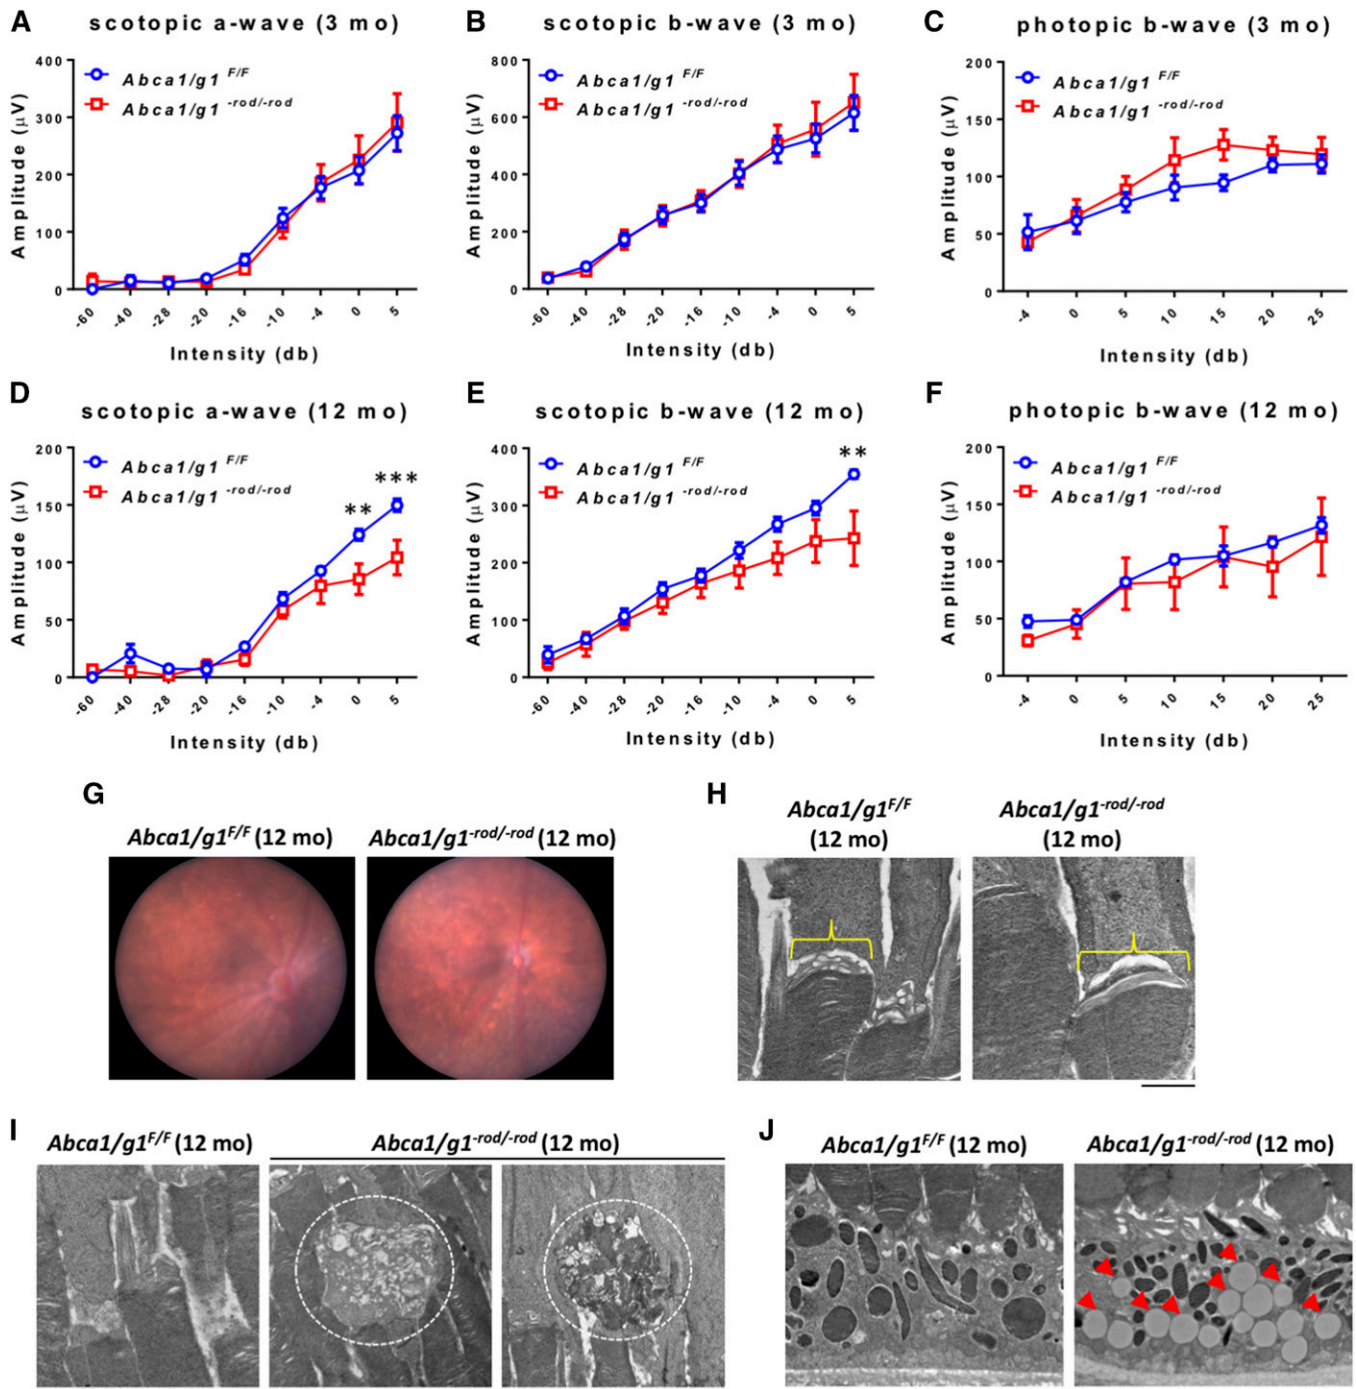 A
scotopic a-wave (3 mo)
Amplitude (μV)
400
300
200
100
0
Abca1/g1 F/F
Abca1/g1 -rod/-rod
-60 -40 -28 -20 -16 -10 -4 0 5
Intensity (db)
B
scotopic b-wave (3 mo)
Amplitude (μV)
800
600
400
200
0
Abca1/g1 F/F
Abca1/g1 -rod/-rod
-60 -40 -28 -20 -16 -10 -4 0 5
Intensity (db)
C
photopic b-wave (3 mo)
Amplitude (μV)
200
150
100
50
0
Abca1/g1 F/F
Abca1/g1 -rod/-rod
-4 0 5 10 15 20 25
Intensity (db)
D
scotopic a-wave (12 mo)
Amplitude (μV)
200
150
100
50
0
Abca1/g1 F/F
Abca1/g1 -rod/-rod
** ***
-60 -40 -28 -20 -16 -10 -4 0 5
Intensity (db)
E
scotopic b-wave (12 mo)
Amplitude (μV)
400
300
200
100
0
Abca1/g1 F/F
Abca1/g1 -rod/-rod
**
-60 -40 -28 -20 -16 -10 -4 0 5
Intensity (db)
F
photopic b-wave (12 mo)
Amplitude (μV)
200
150
100
50
0
Abca1/g1 F/F
Abca1/g1 -rod/-rod
-4 0 5 10 15 20 25
Intensity (db)
G
Abca1/g1F/F (12 mo)
Abca1/g1-rod/-rod (12 mo)
H
Abca1/g1F/F
(12 mo)
Abca1/g1-rod/-rod
(12 mo)
I
Abca1/g1F/F (12 mo)
Abca1/g1-rod/-rod (12 mo)
J
Abca1/g1F/F (12 mo)
Abca1/g1-rod/-rod (12 mo)